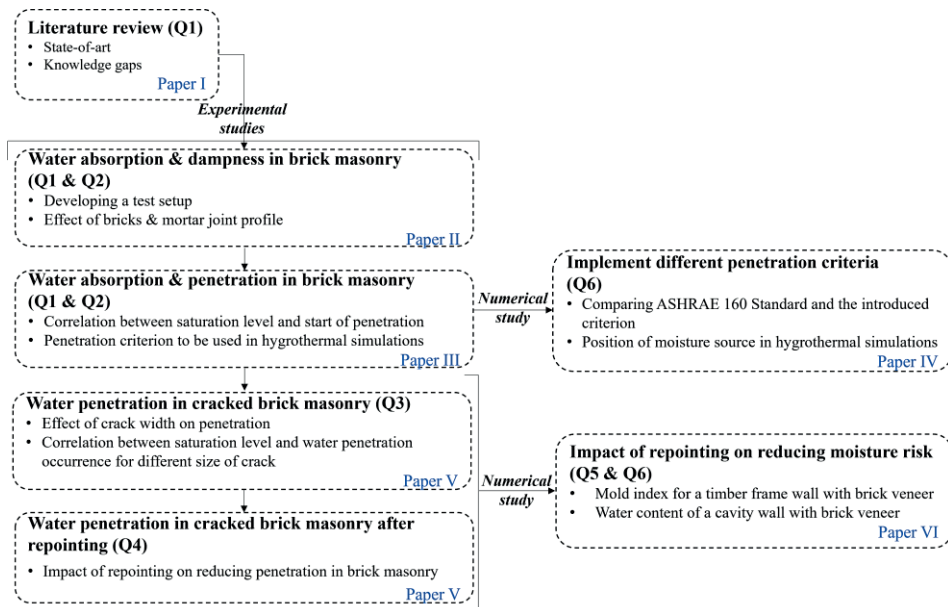 Literature review (Q1)
• State-of-art
• Knowledge gaps
Paper I
Experimental
studies
Water absorption & dampness in brick masonry
(Q1 & Q2)
• Developing a test setup
• Effect of bricks & mortar joint profile
Paper II
Water absorption & penetration in brick masonry
(Q1 & Q2)
• Correlation between saturation level and start of penetration
• Penetration criterion to be used in hygrothermal simulations
Paper III
Numerical
study
Implement different penetration criteria
(Q6)
• Comparing ASHRAE 160 Standard and the introduced
criterion
• Position of moisture source in hygrothermal simulations
Paper IV
Water penetration in cracked brick masonry (Q3)
• Effect of crack width on penetration
• Correlation between saturation level and water penetration
occurrence for different size of crack
Paper V
Numerical
study
Impact of repointing on reducing moisture risk
(Q5 & Q6)
• Mold index for a timber frame wall with brick veneer
• Water content of a cavity wall with brick veneer
Paper VI
Water penetration in cracked brick masonry after
repointing (Q4)
• Impact of repointing on reducing penetration in brick masonry
Paper V